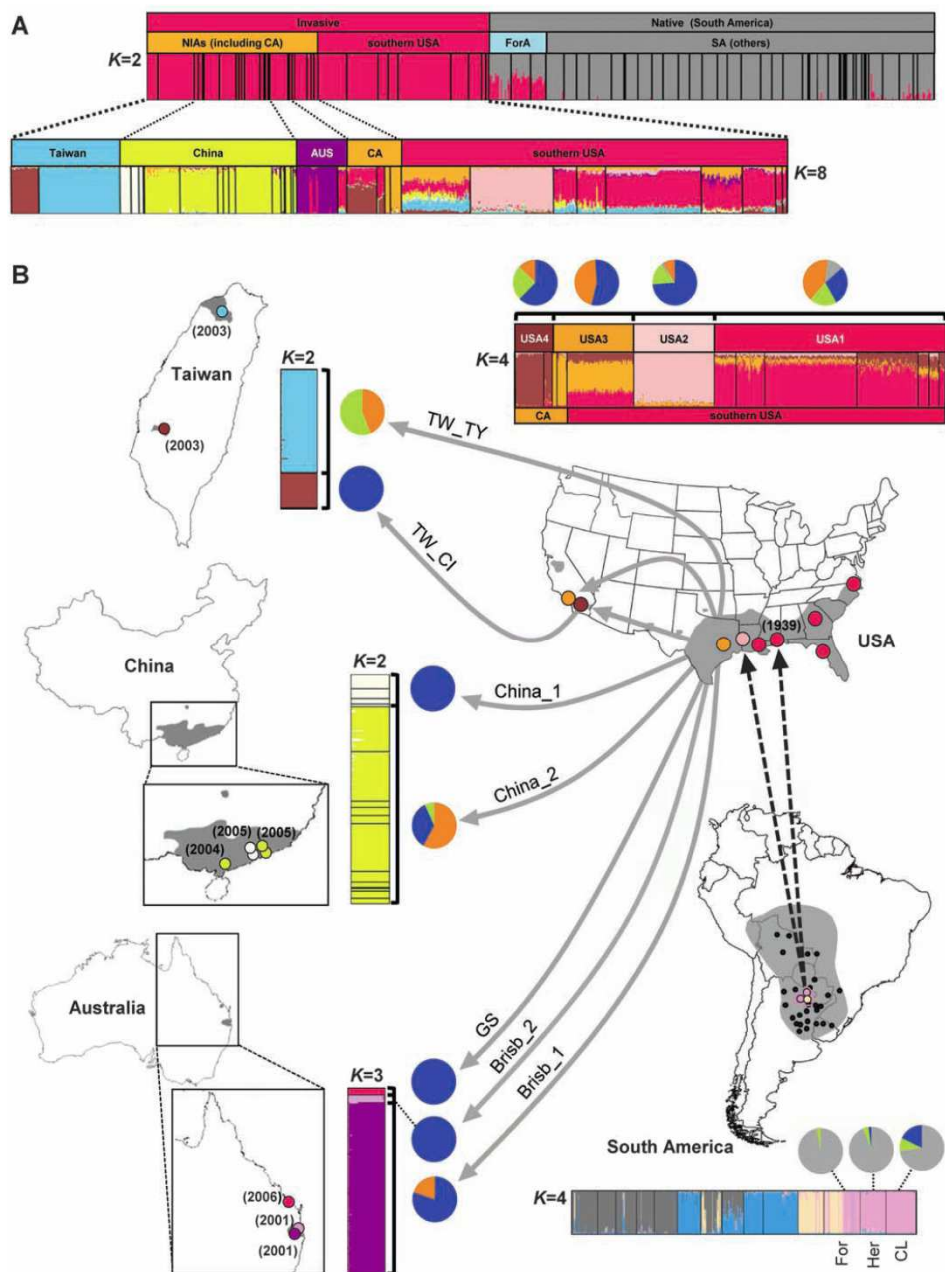 A
Invasive
Native (South America)
NIAs (including CA)
southern USA
ForA
SA (others)
K=2
Taiwan
China
AUS
CA
southern USA
K=8
B
(2003)
Taiwan
(2003)
K=2
TW_TY
TW_CI
USA4
USA3
USA2
USA1
K=4
CA
southern USA
(1939)
USA
China
K=2
China_1
China_2
(2005)
(2005)
(2004)
Australia
K=3
GS
Brisb_2
Brisb_1
(2006)
(2001)
(2001)
South America
K=4
For
Her
CL